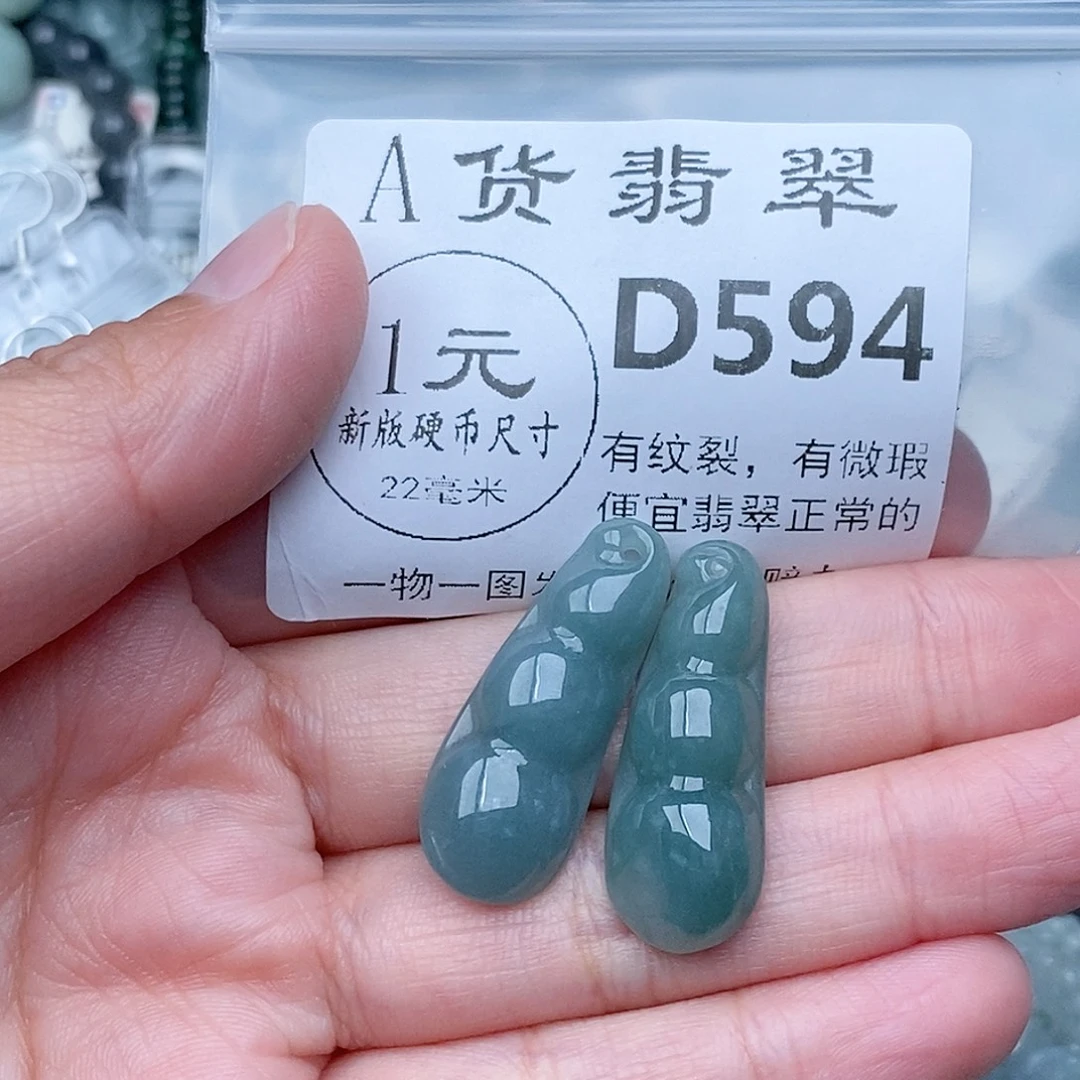 A货翡翠
1元
新版硬币尺寸
22毫米
D594
有纹裂，有微瑕
便宜翡翠正常的
一物一图